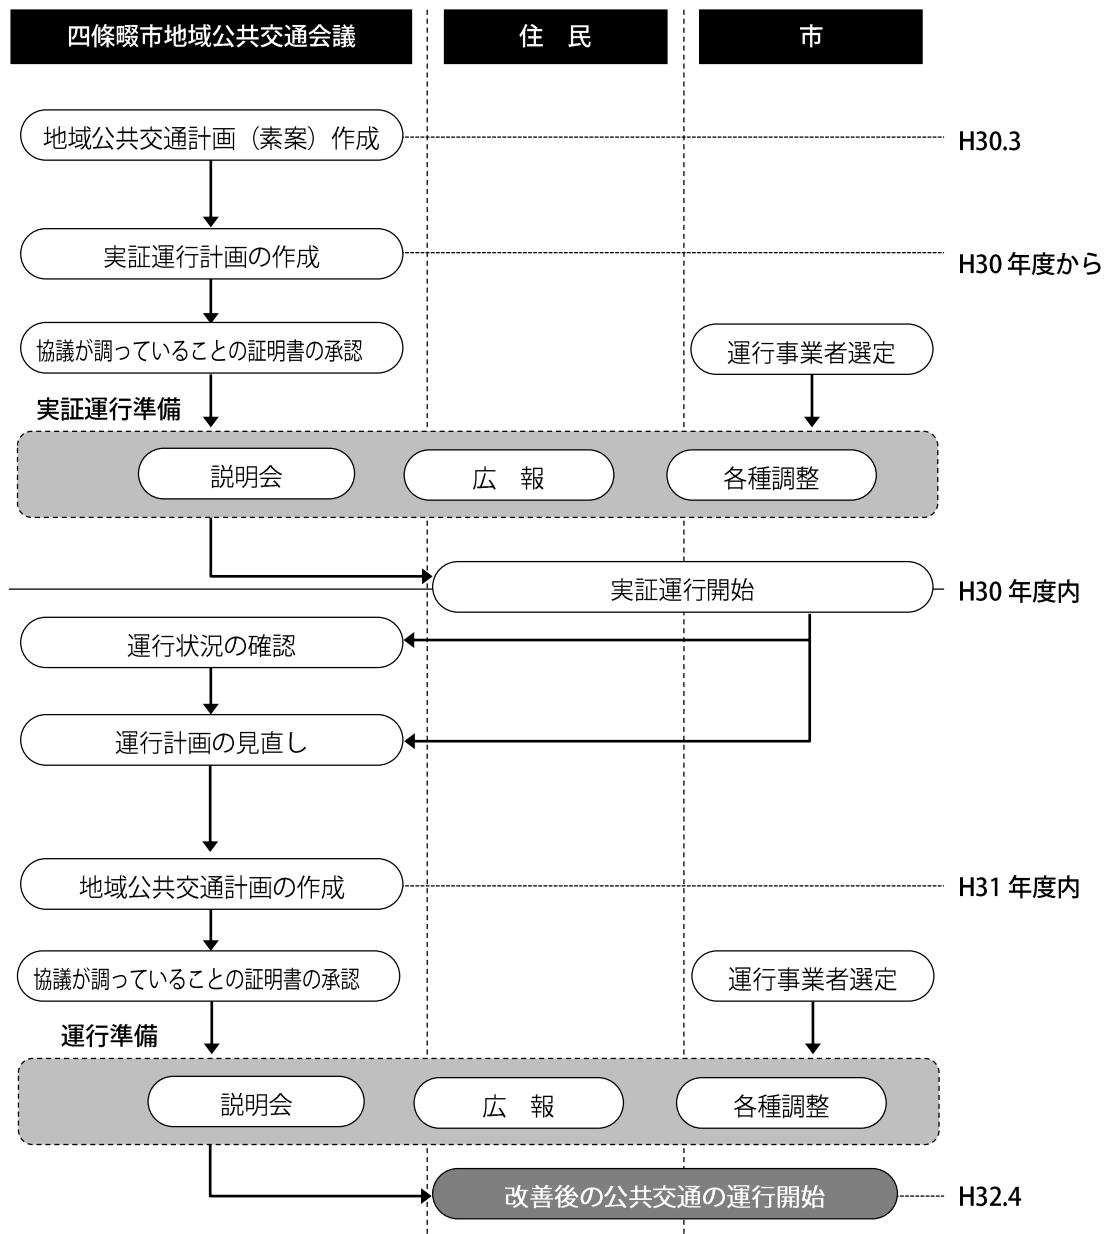 四條畷市地域公共交通会議
住　民
市
地域公共交通計画（素案）作成
H30.3
実証運行計画の作成
H30 年度から
協議が調っていることの証明書の承認
運行事業者選定
実証運行準備
説明会
広　報
各種調整
実証運行開始
H30 年度内
運行状況の確認
運行計画の見直し
地域公共交通計画の作成
H31 年度内
協議が調っていることの証明書の承認
運行事業者選定
運行準備
説明会
広　報
各種調整
改善後の公共交通の運行開始
H32.4